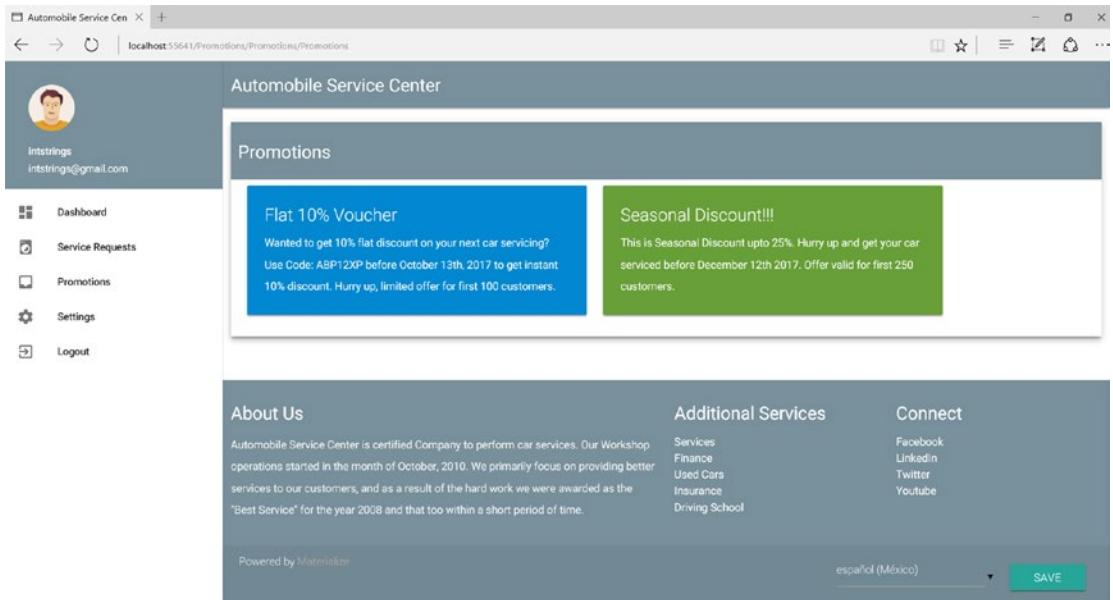 Automobile Service Cen
localhost:55641/Promotions/Promotions/Promotions
intstrings
intstrings@gmail.com
Dashboard
Service Requests
Promotions
Settings
Logout
Automobile Service Center
Promotions
Flat 10% Voucher
Wanted to get 10% flat discount on your next car servicing?
Use Code: ABP12XP before October 13th, 2017 to get instant
10% discount. Hurry up, limited offer for first 100 customers.
Seasonal Discount!!!
This is Seasonal Discount upto 25%. Hurry up and get your car
serviced before December 12th 2017. Offer valid for first 250
customers.
About Us
Automobile Service Center is certified Company to perform car services. Our Workshop
operations started in the month of October, 2010. We primarily focus on providing better
services to our customers, and as a result of the hard work we were awarded as the
"Best Service" for the year 2008 and that too within a short period of time.
Additional Services
Services
Finance
Used Cars
Insurance
Driving School
Connect
Facebook
Linkedin
Twitter
Youtube
Powered by Materialize
español (México)
SAVE